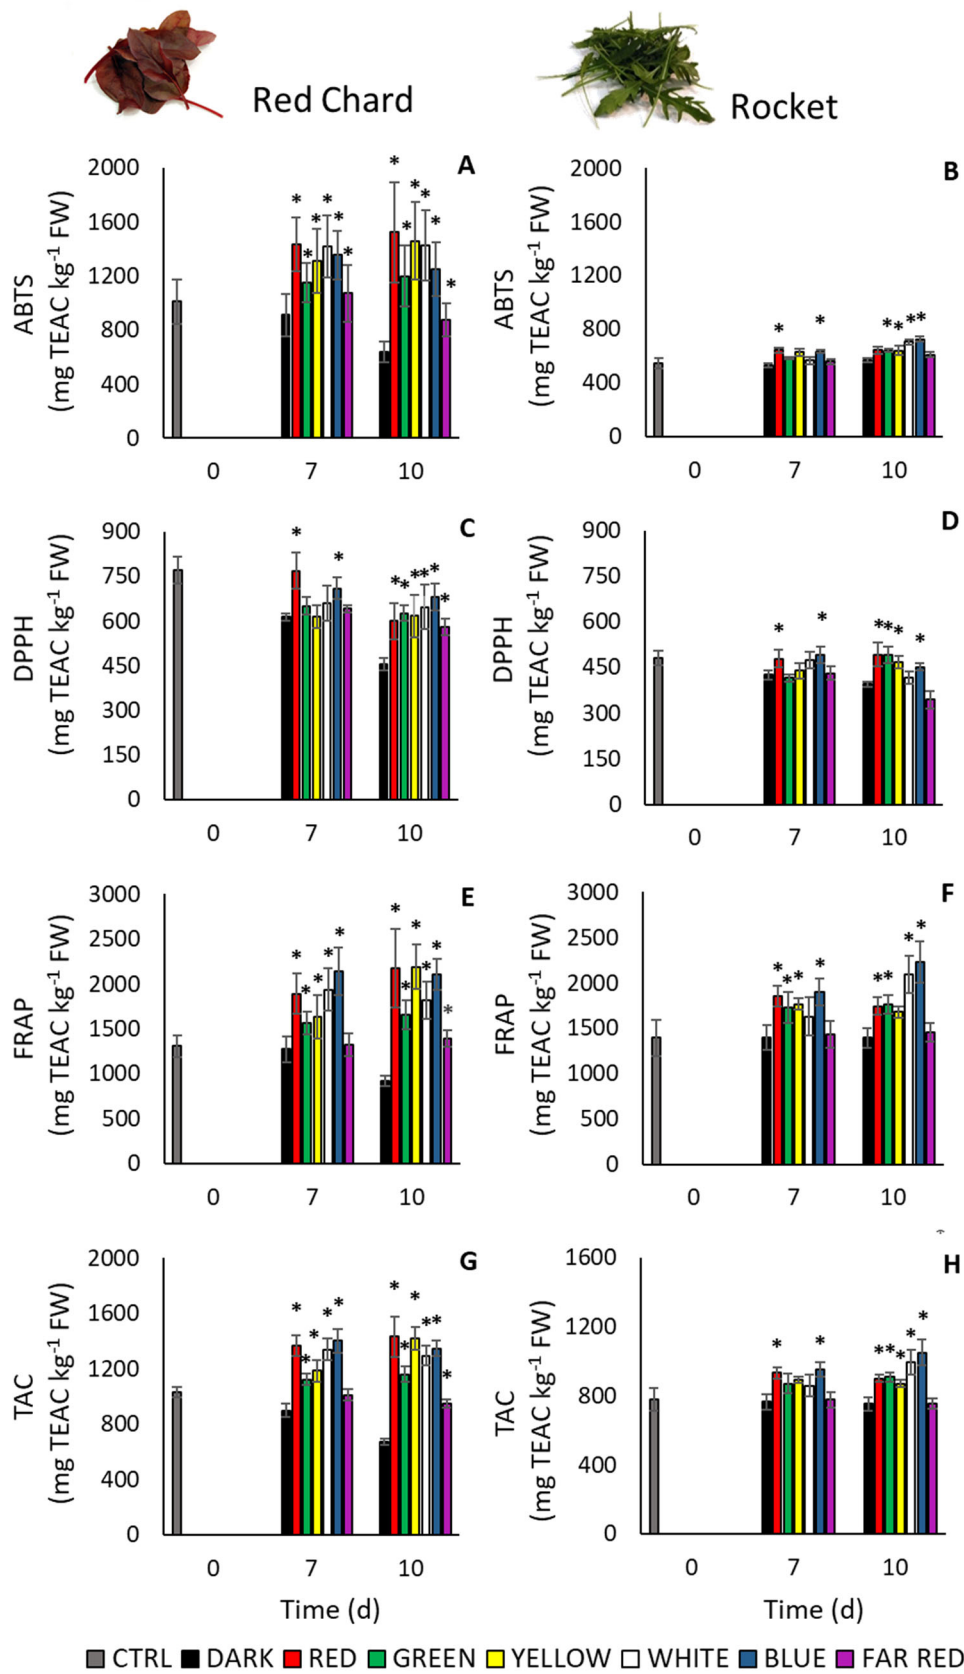 Red Chard
Rocket
A
ABTS
(mg TEAC kg-1 FW)
2000
1600
1200
800
400
0
* * * * * * * * * * * *
0 7 10
B
ABTS
(mg TEAC kg-1 FW)
2000
1600
1200
800
400
0
* * * * * *
0 7 10
C
DPPH
(mg TEAC kg-1 FW)
900
750
600
450
300
150
0
* * * * * * * *
0 7 10
D
DPPH
(mg TEAC kg-1 FW)
900
750
600
450
300
150
0
* * * * * *
0 7 10
E
FRAP
(mg TEAC kg-1 FW)
3000
2500
2000
1500
1000
500
0
* * * * * * * * * * *
0 7 10
F
FRAP
(mg TEAC kg-1 FW)
3000
2500
2000
1500
1000
500
0
* * * * * * * *
0 7 10
G
TAC
(mg TEAC kg-1 FW)
2000
1600
1200
800
400
0
* * * * * * * * * * *
0 7 10
Time (d)
H
TAC
(mg TEAC kg-1 FW)
1600
1200
800
400
0
* * * * * * *
0 7 10
Time (d)
CTRL DARK RED GREEN YELLOW WHITE BLUE FAR RED